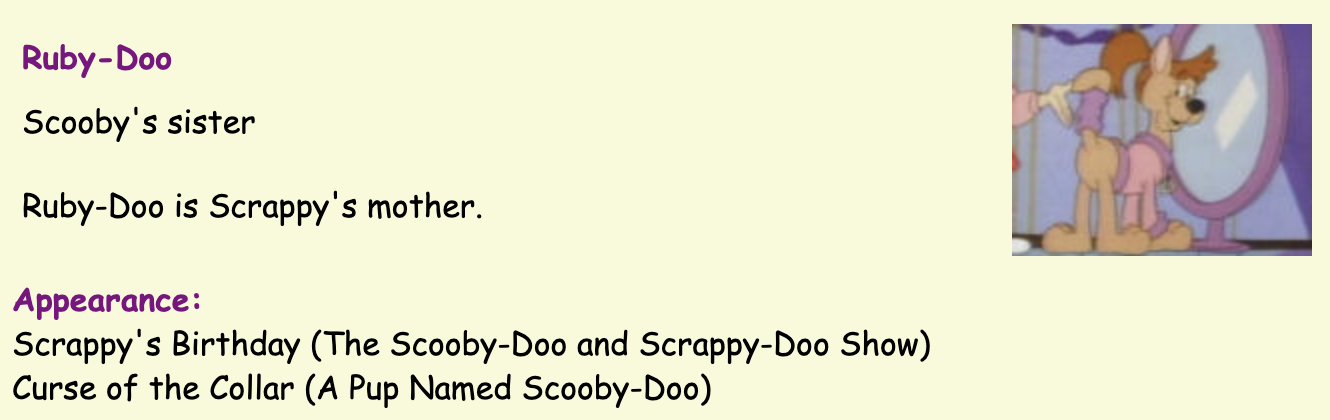 Ruby-Doo
Scooby's sister
Ruby-Doo is Scrappy's mother.
Appearance:
Scrappy's Birthday (The Scooby-Doo and Scrappy-Doo Show)
Curse of the Collar (A Pup Named Scooby-Doo)